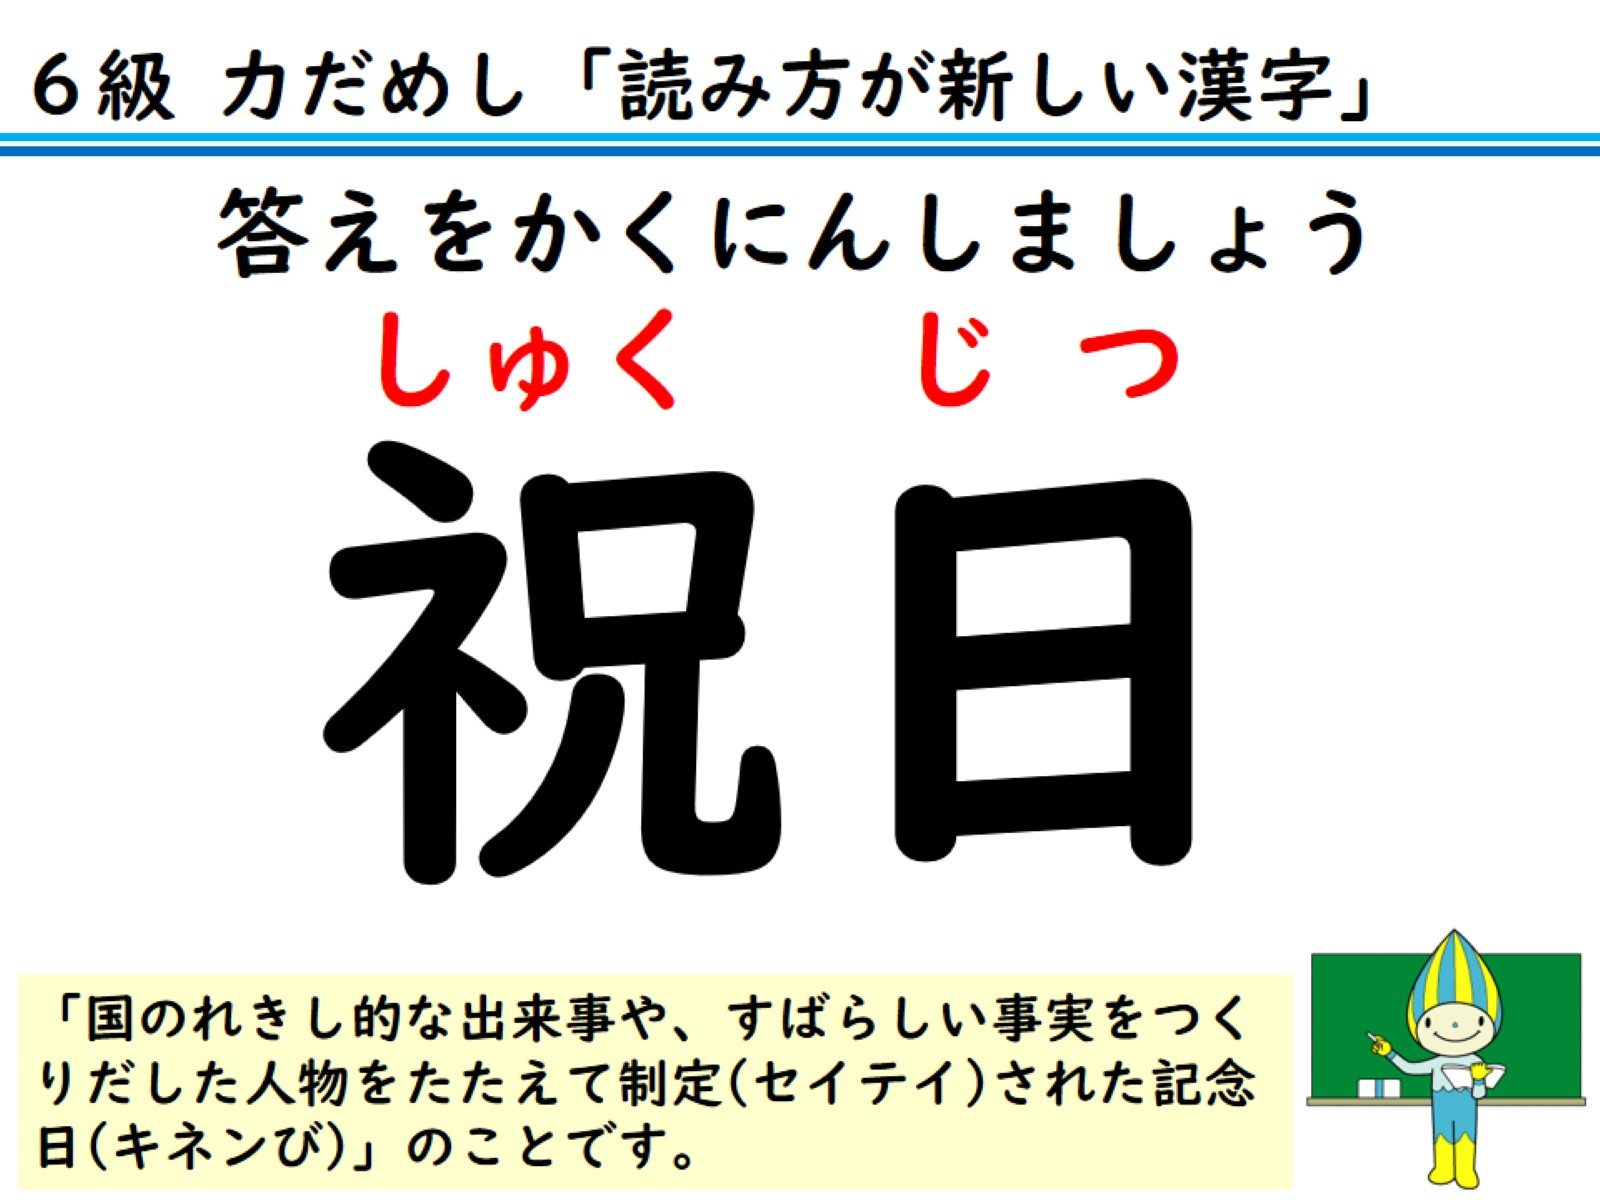 ６級 力だめし「読み方が新しい漢字」
答えをかくにんしましょう
しゅく じつ
祝日
「国のれきし的な出来事や、すばらしい事実をつく
りだした人物をたたえて制定(セイテイ)された記念
日(キネンび)」のことです。